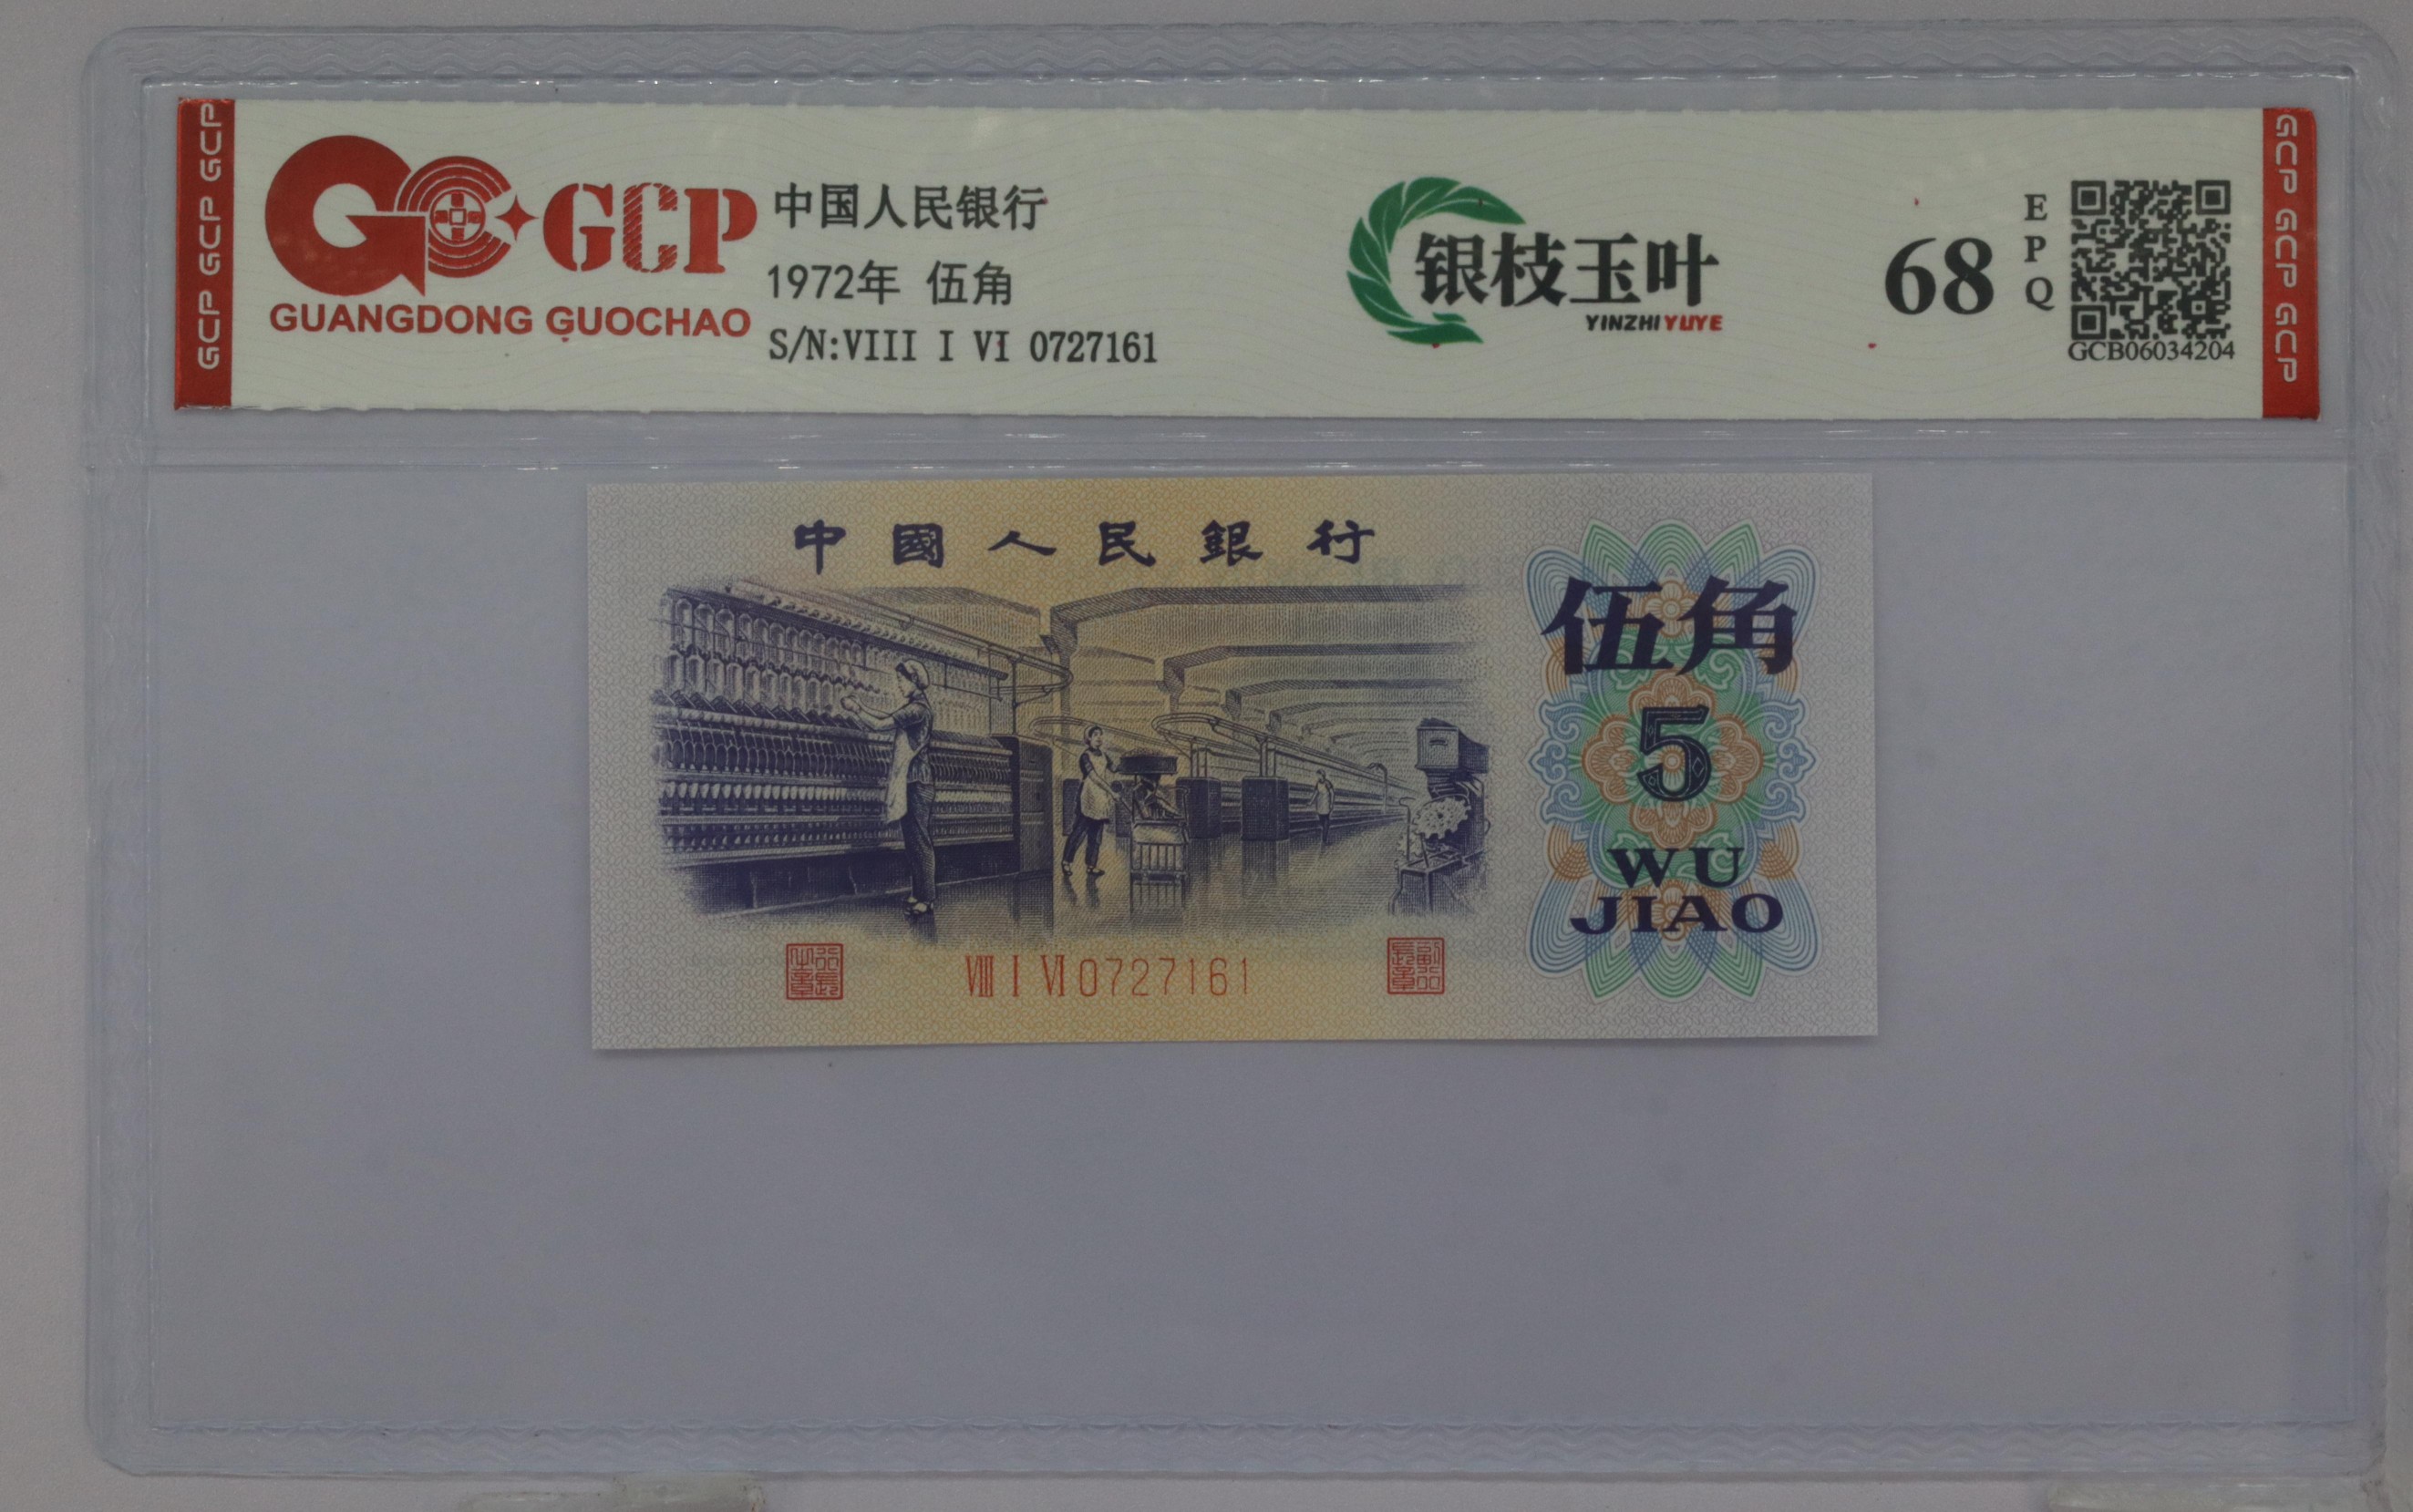 GCP GCP GCP
GCP
GUANGDONG GUOCHAO
中国人民银行
1972年 伍角
S/N:VIII I VI 0727161
银枝玉叶
YINZHIYUYE
68
EPQ
GCB06034204
GCP GCP GCP
中國人民銀行
伍角
5
WU
JIAO
VIII I VI 0727161